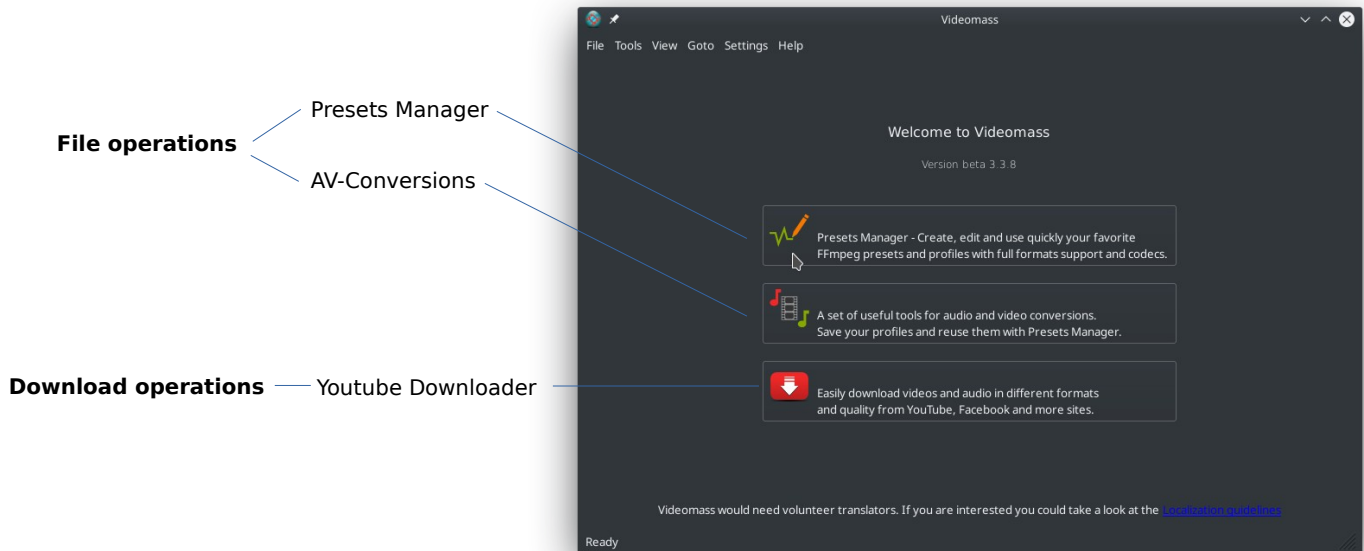 File operations
Presets Manager
AV-Conversions
Download operations
Youtube Downloader
Videomass
File Tools View Goto Settings Help
Welcome to Videomass
Version beta 3.3.8
Presets Manager - Create, edit and use quickly your favorite
FFmpeg presets and profiles with full formats support and codecs.
A set of useful tools for audio and video conversions.
Save your profiles and reuse them with Presets Manager.
Easily download videos and audio in different formats
and quality from YouTube, Facebook and more sites.
Videomass would need volunteer translators. If you are interested you could take a look at the Localization guidelines
Ready